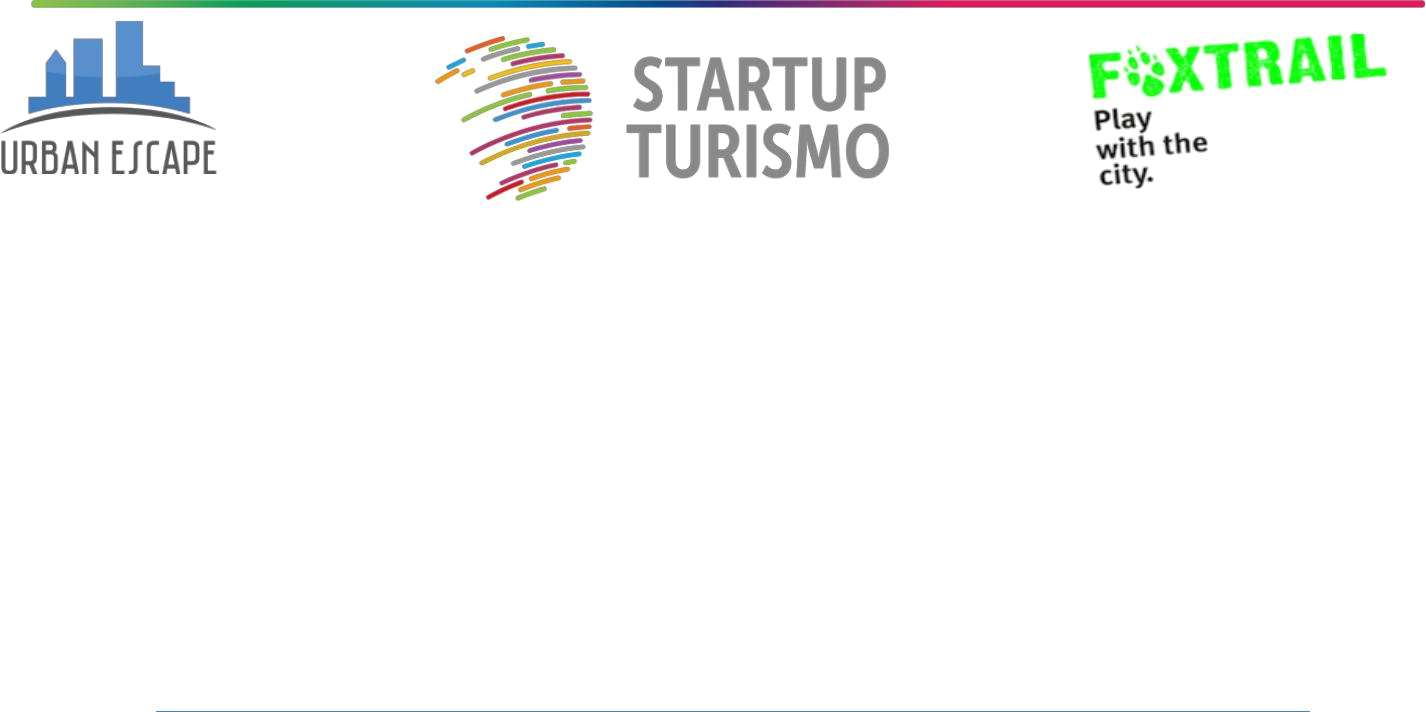 URBAN ESCAPE
STARTUP
TURISMO
FOXTRAIL
Play
with the
city.